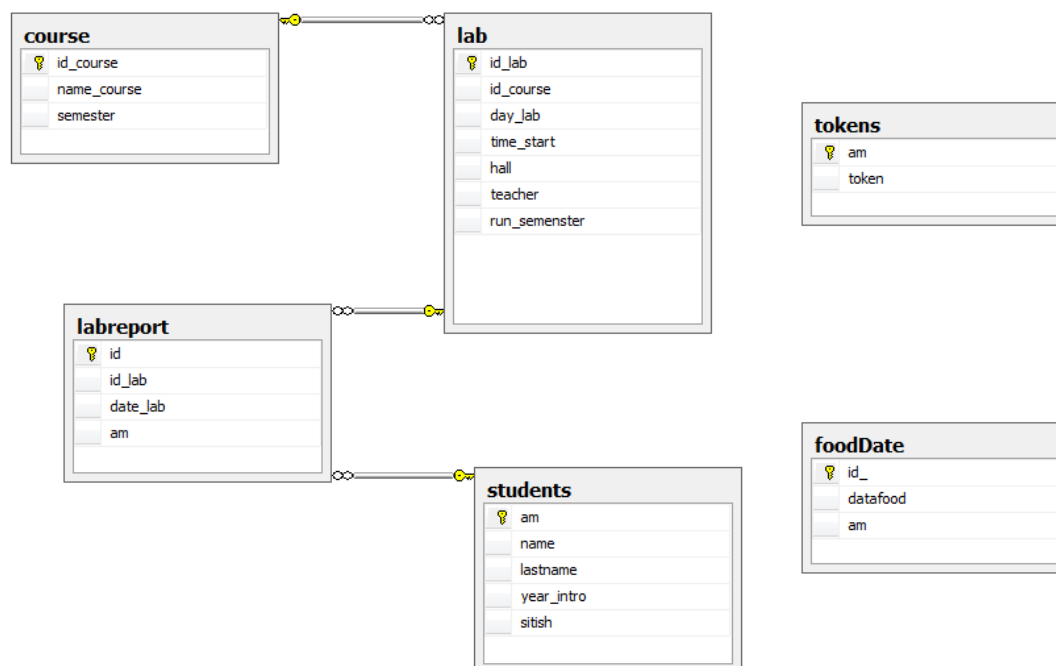 course
id_course
name_course
semester
lab
id_lab
id_course
day_lab
time_start
hall
teacher
run_semenster
tokens
am
token
labreport
id
id_lab
date_lab
am
students
am
name
lastname
year_intro
sitish
foodDate
id_
datafood
am